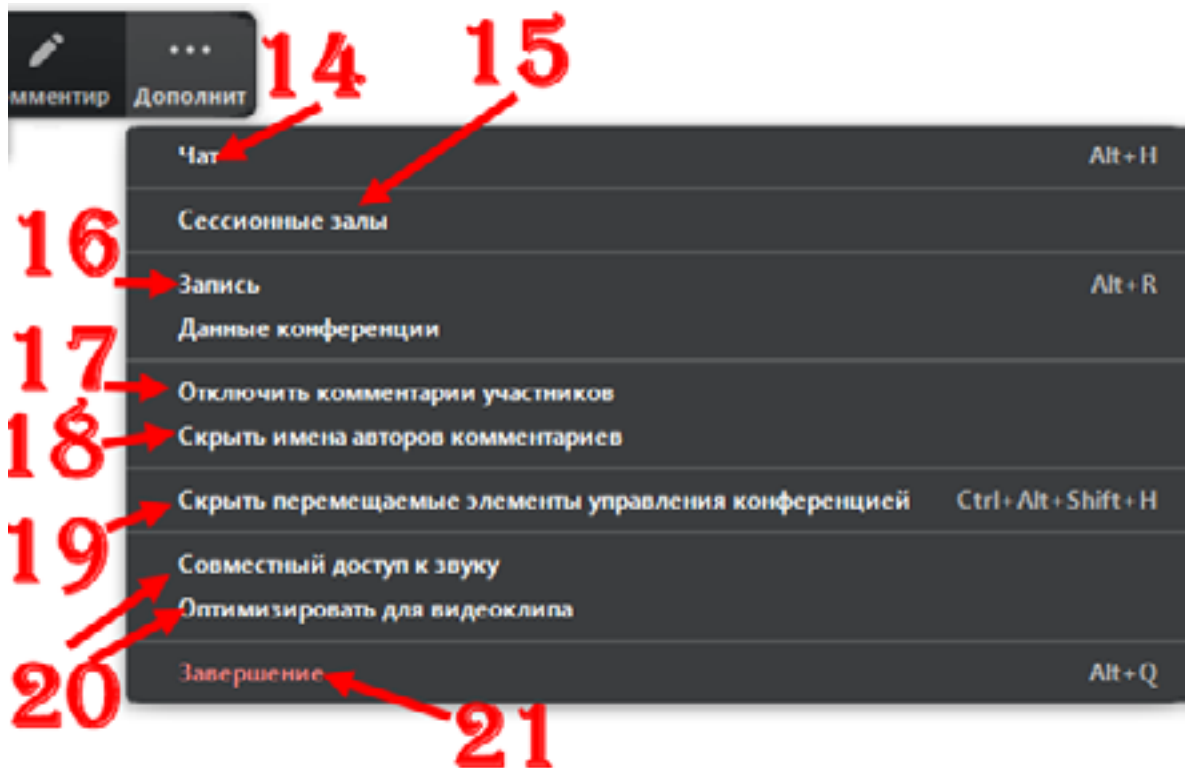 14
15
мментир Дополнит
Чат Alt+H
Сессионные залы
16
Запись Alt+R
Данные конференции
17
Отключить комментарии участников
18
Скрыть имена авторов комментариев
Скрыть перемещаемые элементы управления конференцией Ctrl+Alt+Shift+H
19
Совместный доступ к звуку
Оптимизировать для видеоклипа
20
Завершение Alt+Q
21